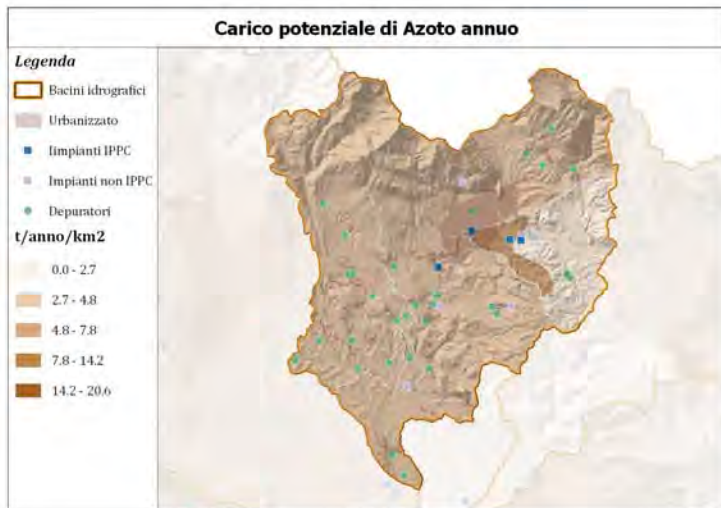 Carico potenziale di Azoto annuo
Legenda
Bacini idrografici
Urbanizzato
Iimpianti IPPC
Impianti non IPPC
Depuratori
t/anno/km2
0.0 - 2.7
2.7 - 4.8
4.8 - 7.8
7.8 - 14.2
14.2 - 20.6